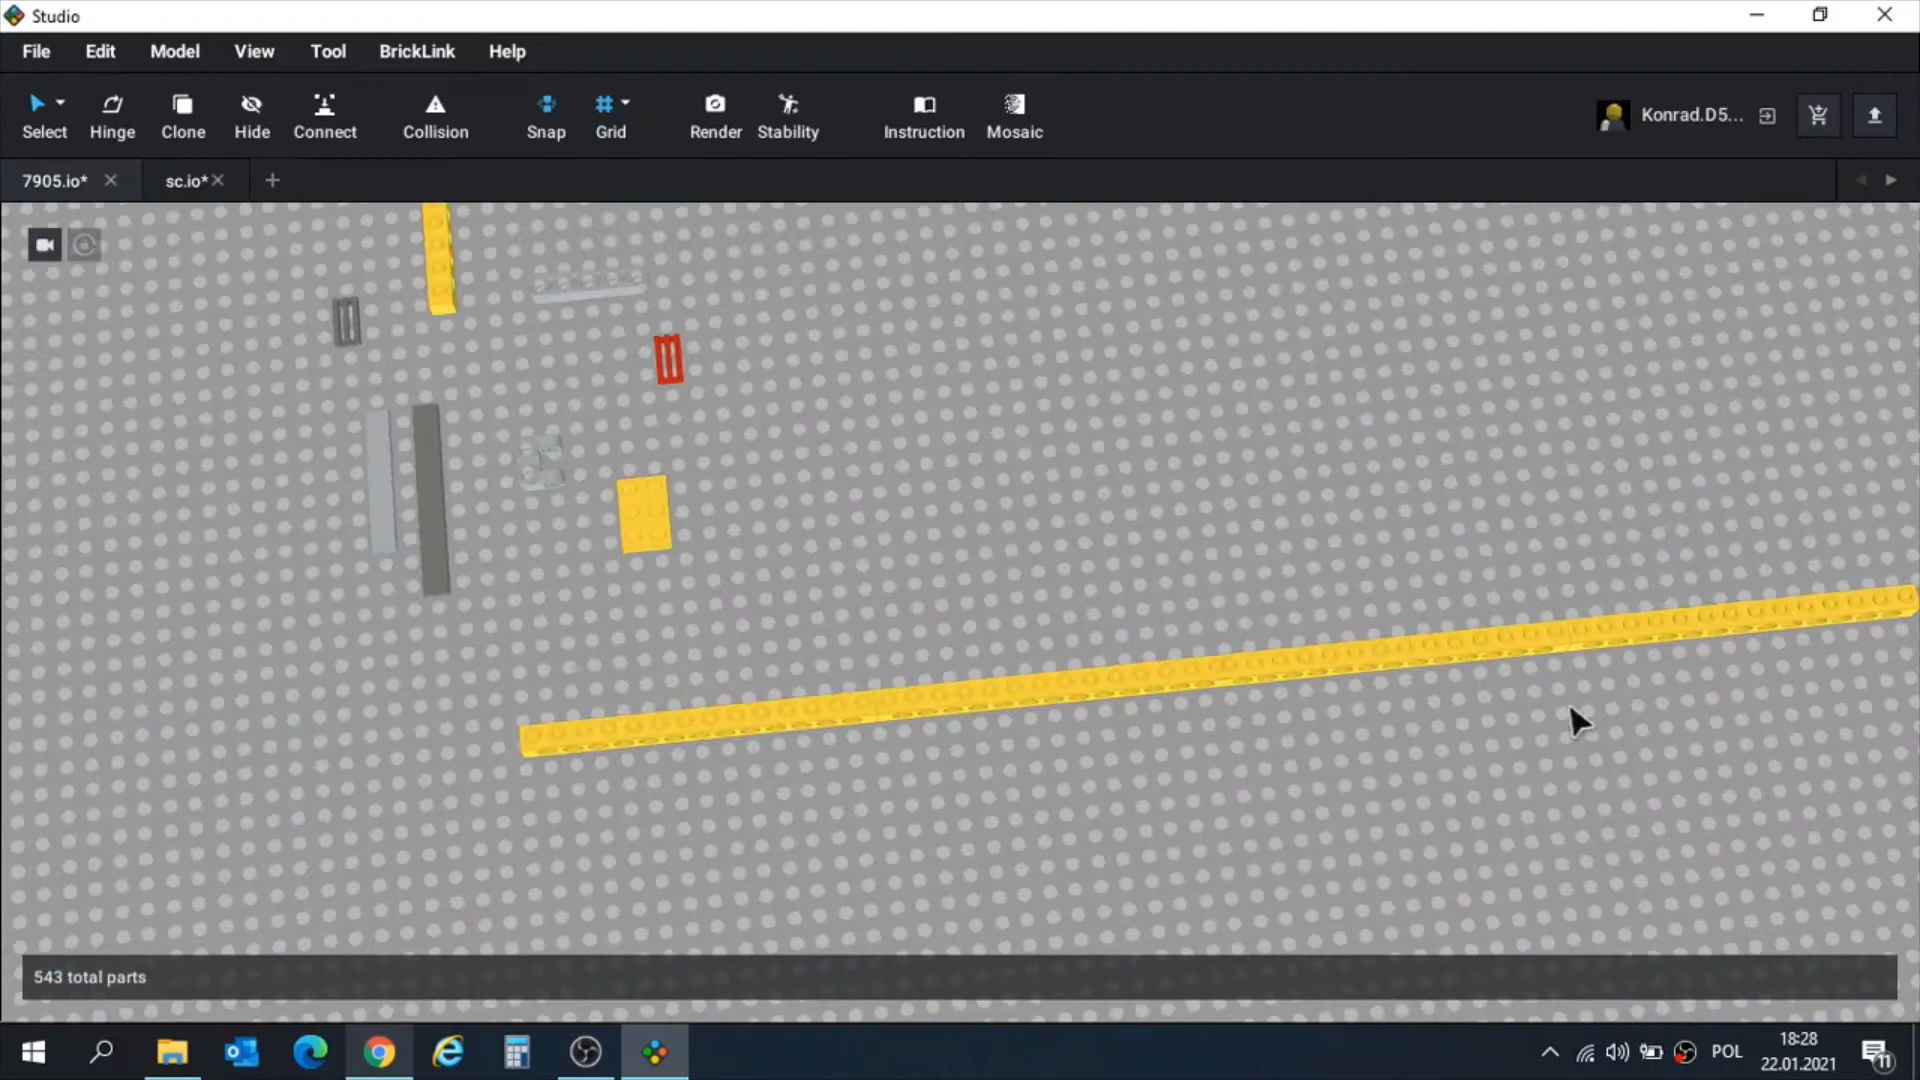 Studio
File Edit Model View Tool BrickLink Help
Select Hinge Clone Hide Connect Collision Snap Grid Render Stability Instruction Mosaic Konrad.D5...
7905.io* sc.io*
543 total parts
POL
18:28
22.01.2021
11